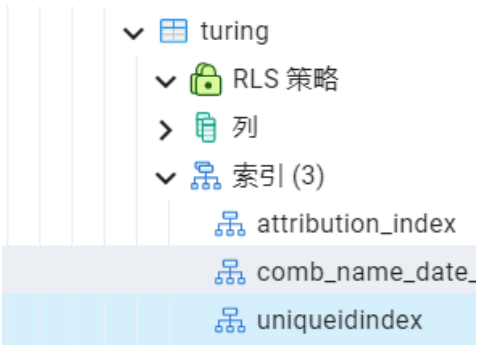 turing
RLS 策略
列
索引 (3)
attribution_index
comb_name_date_
uniqueidindex